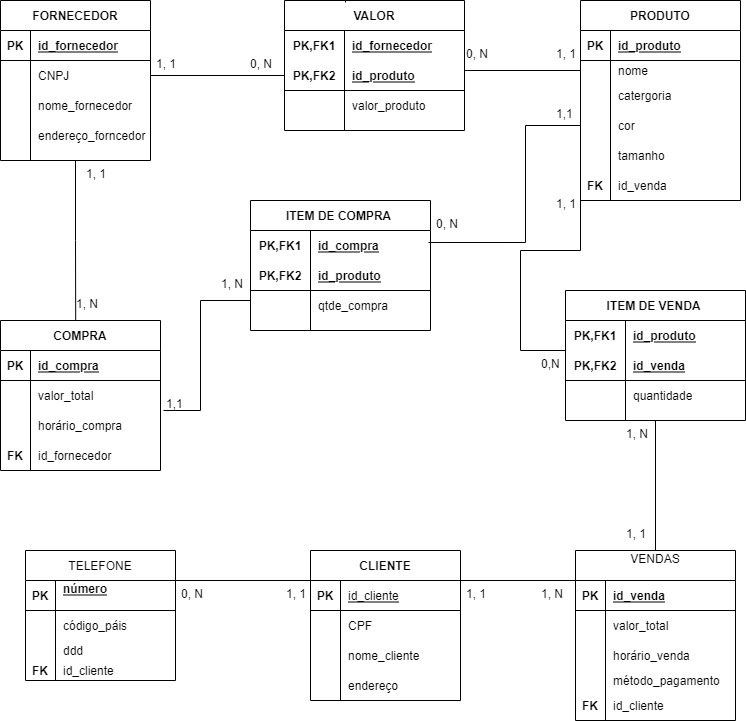 FORNECEDOR
PK id_fornecedor
CNPJ
nome_fornecedor
endereço_forncedor
1, 1
0, N
VALOR
PK,FK1 id_fornecedor
PK,FK2 id_produto
valor_produto
0, N
1, 1
PRODUTO
PK id_produto
nome
catergoria
cor
tamanho
FK id_venda
1,1
1, 1
1, 1
ITEM DE COMPRA
PK,FK1 id_compra
PK,FK2 id_produto
qtde_compra
0, N
1, N
1, N
COMPRA
PK id_compra
valor_total
horário_compra
FK id_fornecedor
1,1
ITEM DE VENDA
PK,FK1 id_produto
PK,FK2 id_venda
quantidade
0,N
1, N
1, 1
TELEFONE
PK número
código_páis
ddd
FK id_cliente
0, N
1, 1
CLIENTE
PK id_cliente
CPF
nome_cliente
endereço
1, 1
1, N
VENDAS
PK id_venda
valor_total
horário_venda
método_pagamento
FK id_cliente